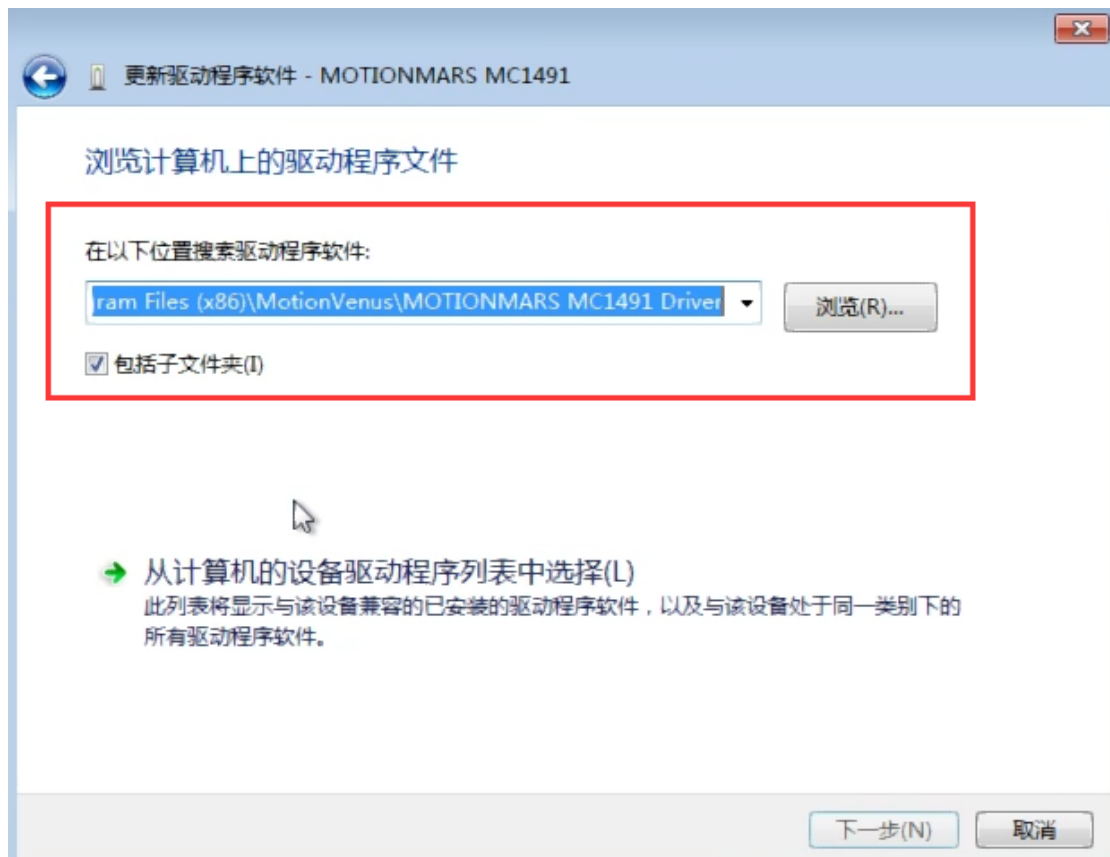 更新驱动程序软件 - MOTIONMARS MC1491
浏览计算机上的驱动程序文件
在以下位置搜索驱动程序软件:
ram Files (x86)\MotionVenus\MOTIONMARS MC1491 Driver
浏览(R)...
包括子文件夹(I)
从计算机的设备驱动程序列表中选择(L)
此列表将显示与该设备兼容的已安装的驱动程序软件，以及与该设备处于同一类别下的
所有驱动程序软件。
下一步(N)
取消